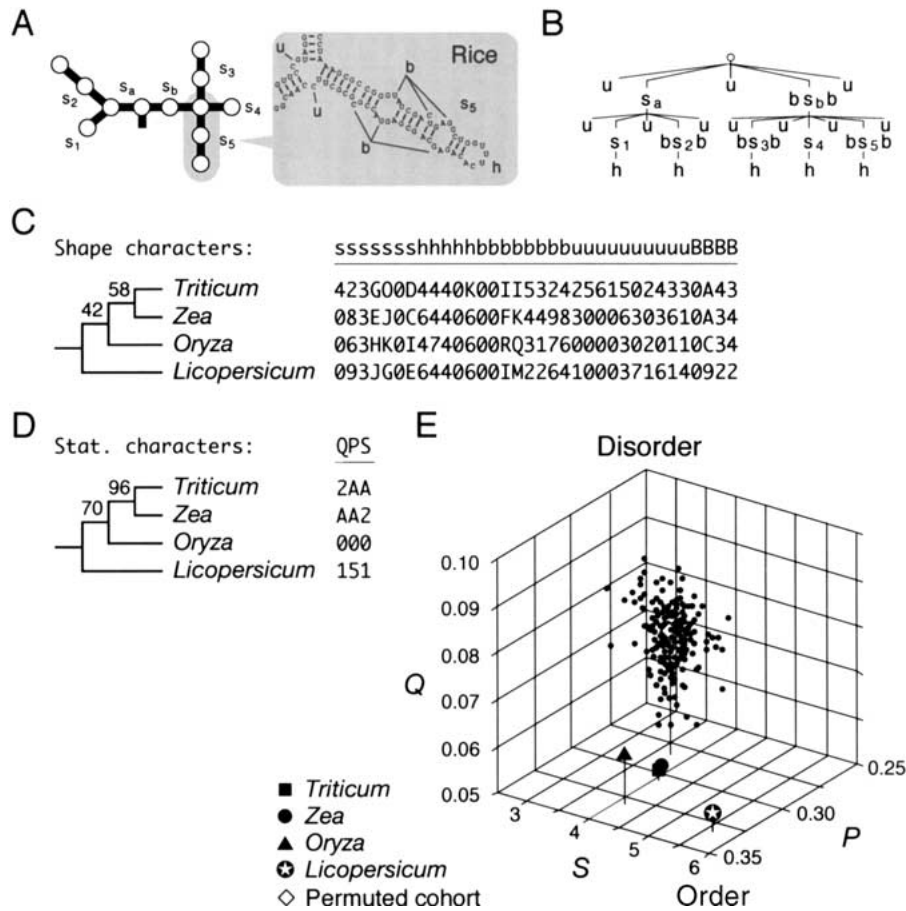 A
B
C
D
E
s₂
sₐ
s_b
s₃
s₄
s₁
s₅
u
u
b
b
s₅
h
Rice
u u u
sₐ b s_b b
u u u u u u u
s₁ bs₂b bs₃b s₄ bs₅b
h h h h h
Shape characters: ssssssshhhhhbbbbbbbbuuuuuuuuuuBBBB
58
42
Triticum 423GO0D4440K00II532425615024330A43
Zea 083EJ0C6440600FK449830006303610A34
Oryza 063HK0I4740600RQ317600003020110C34
Licopersicum 093JG0E6440600IM226410003716140922
Stat. characters: QPS
96
70
Triticum 2AA
Zea AA2
Oryza 000
Licopersicum 151
Disorder
0.10
0.09
0.08
0.07
0.06
0.05
Q
3
4
5
6
S
0.25
0.30
0.35
P
Order
Triticum
Zea
Oryza
Licopersicum
Permuted cohort